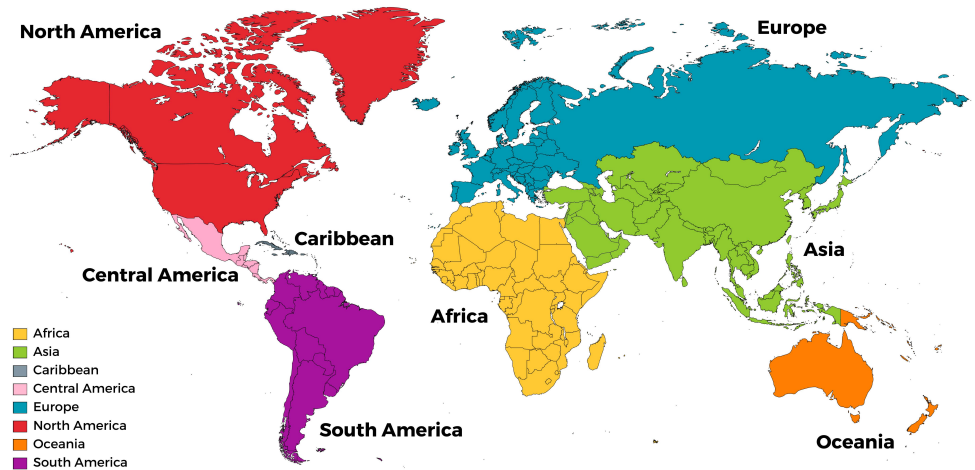 North America
Europe
Caribbean
Asia
Central America
Africa
South America
Oceania
Africa
Asia
Caribbean
Central America
Europe
North America
Oceania
South America